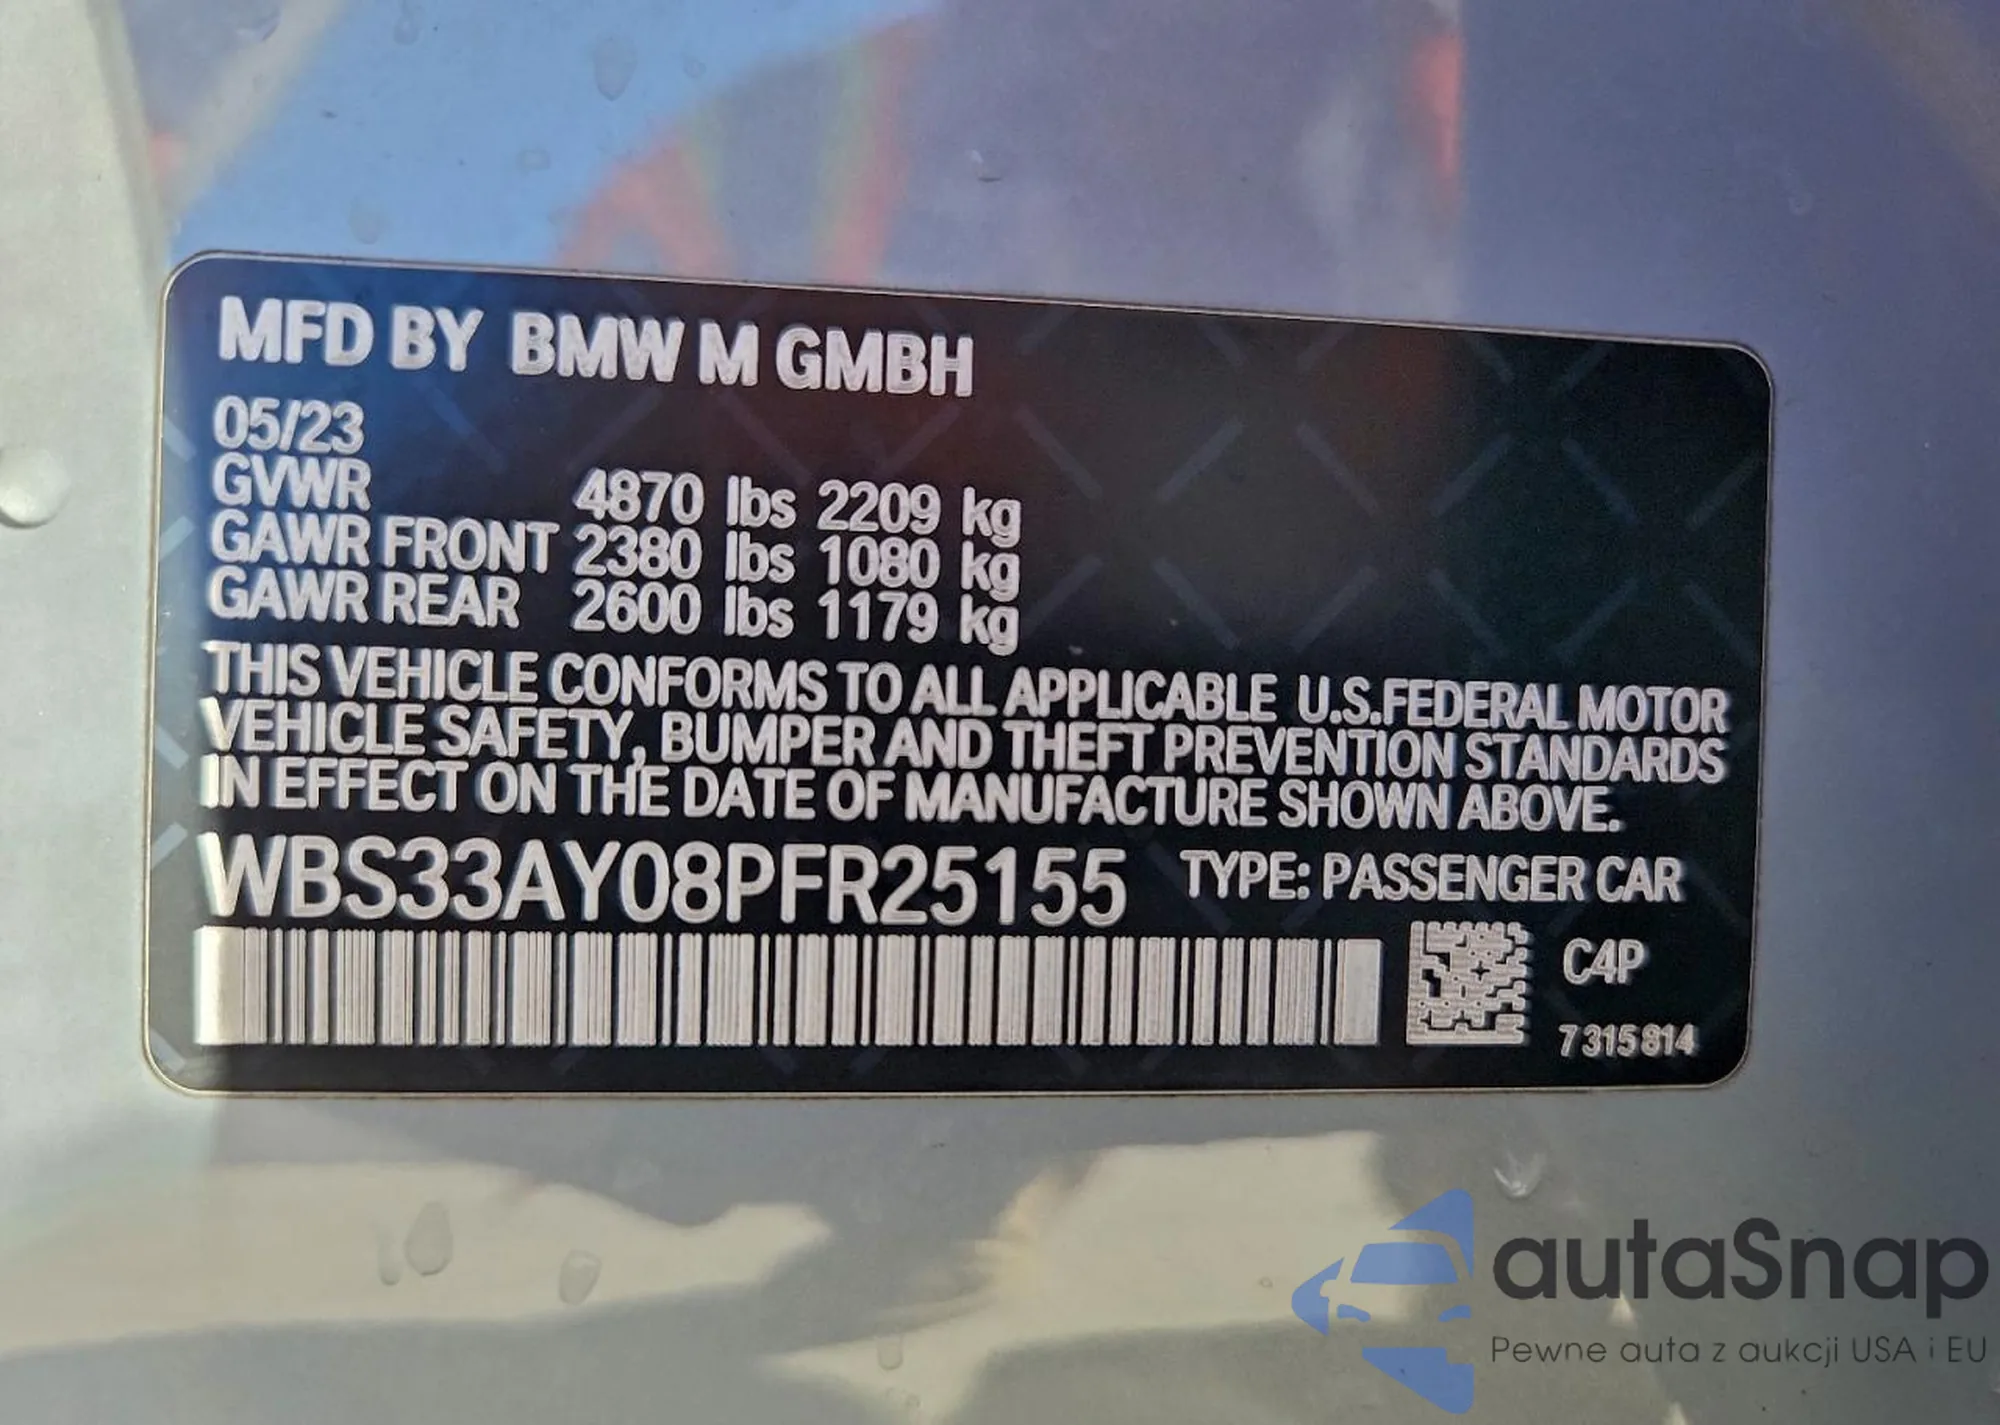 MFD BY BMW M GMBH
05/23
GVWR 4870 lbs 2209 kg
GAWR FRONT 2380 lbs 1080 kg
GAWR REAR 2600 lbs 1179 kg
THIS VEHICLE CONFORMS TO ALL APPLICABLE U.S.FEDERAL MOTOR
VEHICLE SAFETY, BUMPER AND THEFT PREVENTION STANDARDS
IN EFFECT ON THE DATE OF MANUFACTURE SHOWN ABOVE.
WBS33AY08PFR25155 TYPE: PASSENGER CAR
C4P
7315814
autaSnap
Pewne auta z aukcji USA i EU